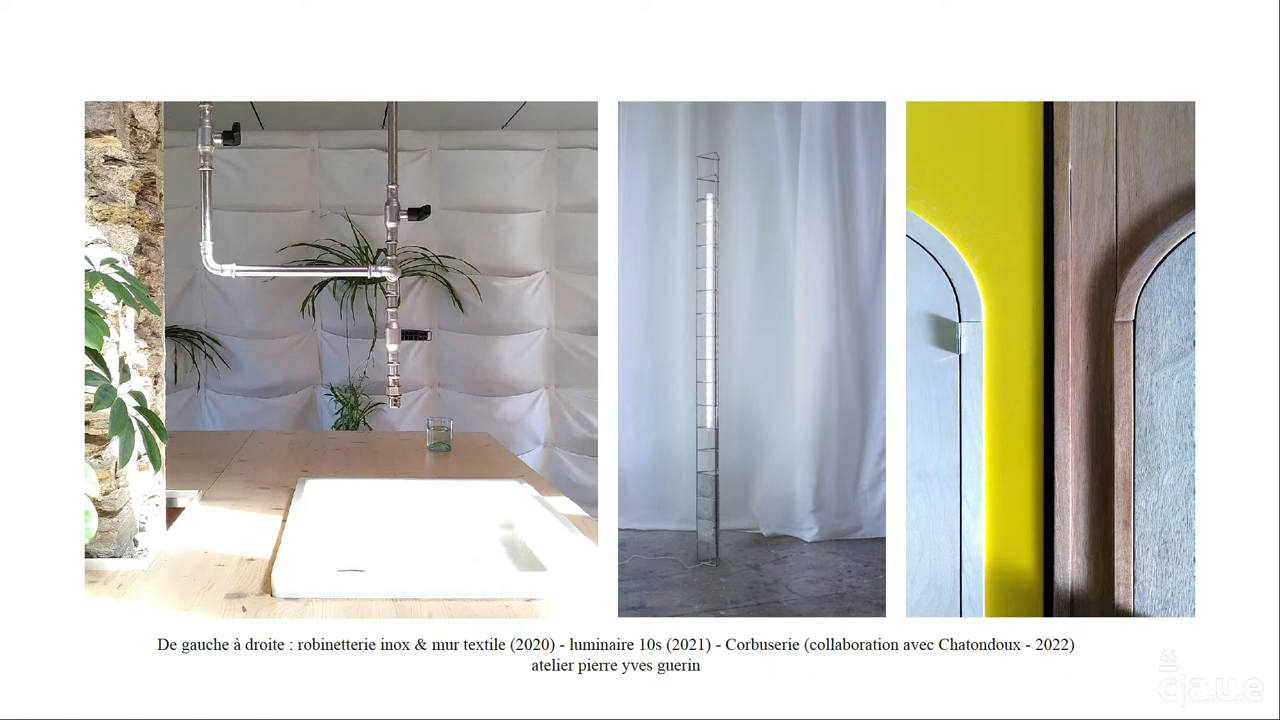 De gauche à droite : robinetterie inox & mur textile (2020) - luminaire 10s (2021) - Corbuserie (collaboration avec Chatondoux - 2022)
atelier pierre yves guerin
c|a.u.e